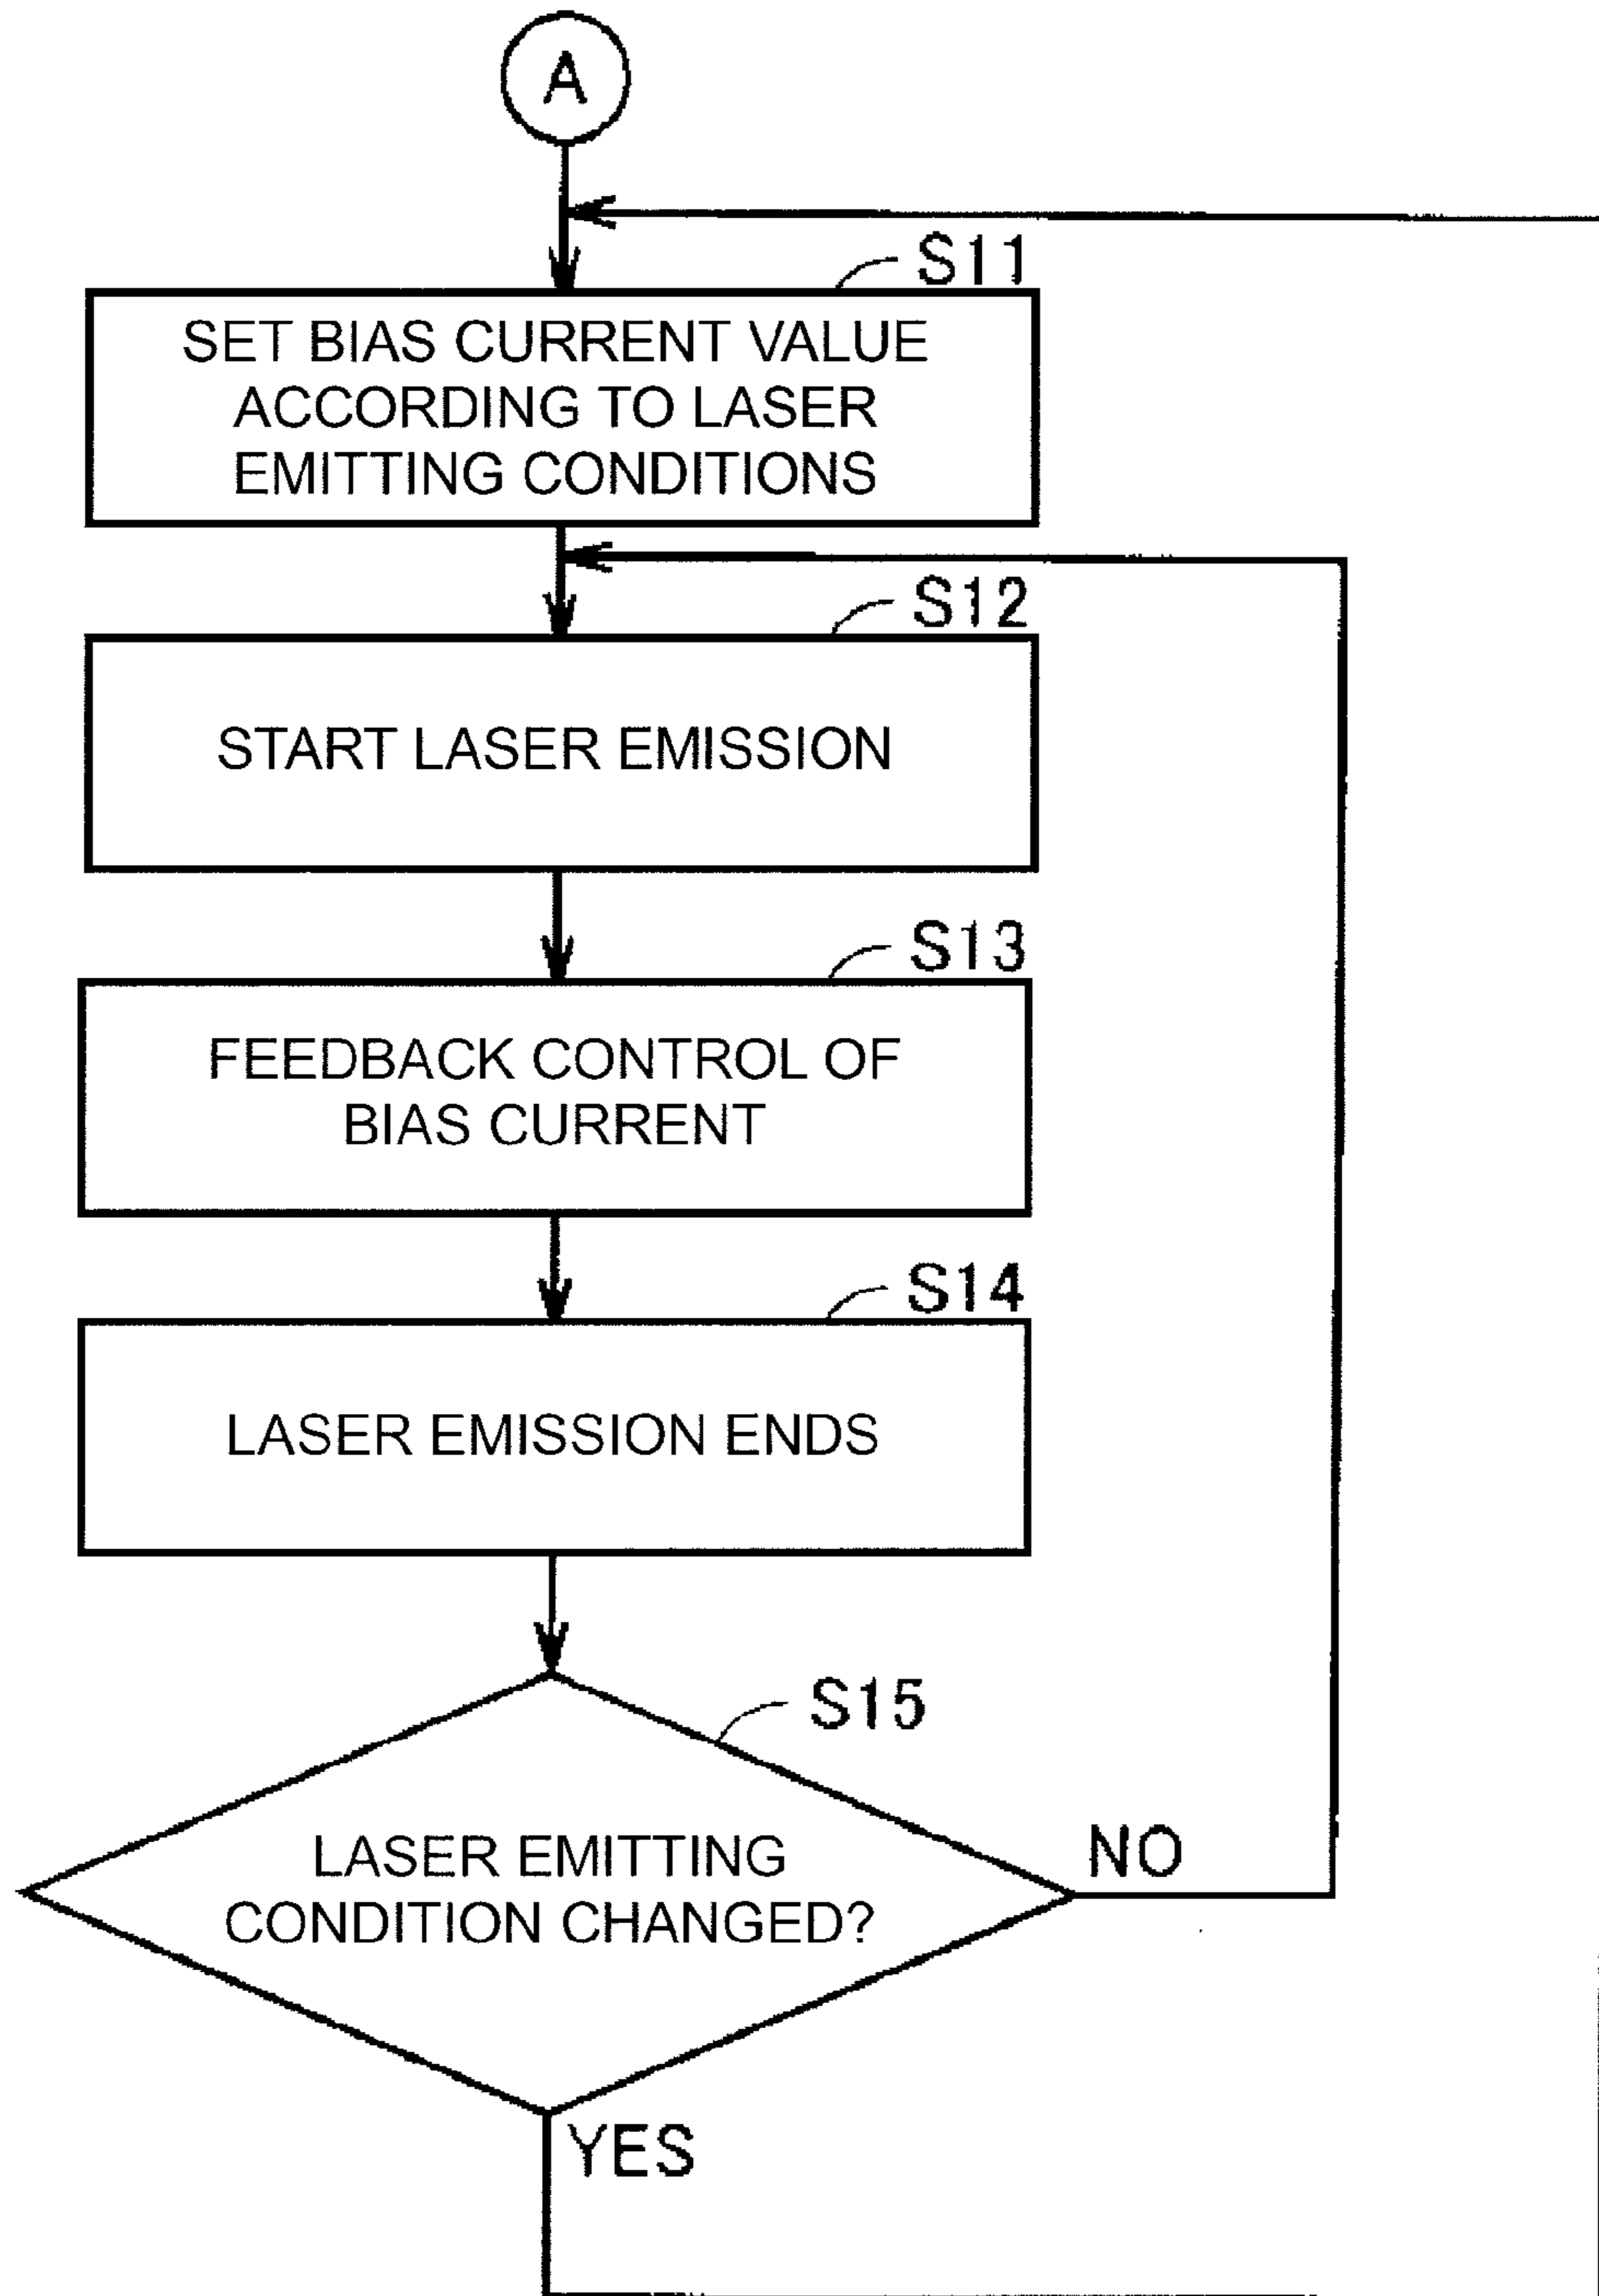 A
S11
SET BIAS CURRENT VALUE
ACCORDING TO LASER
EMITTING CONDITIONS
S12
START LASER EMISSION
S13
FEEDBACK CONTROL OF
BIAS CURRENT
S14
LASER EMISSION ENDS
S15
LASER EMITTING
CONDITION CHANGED?
NO
YES